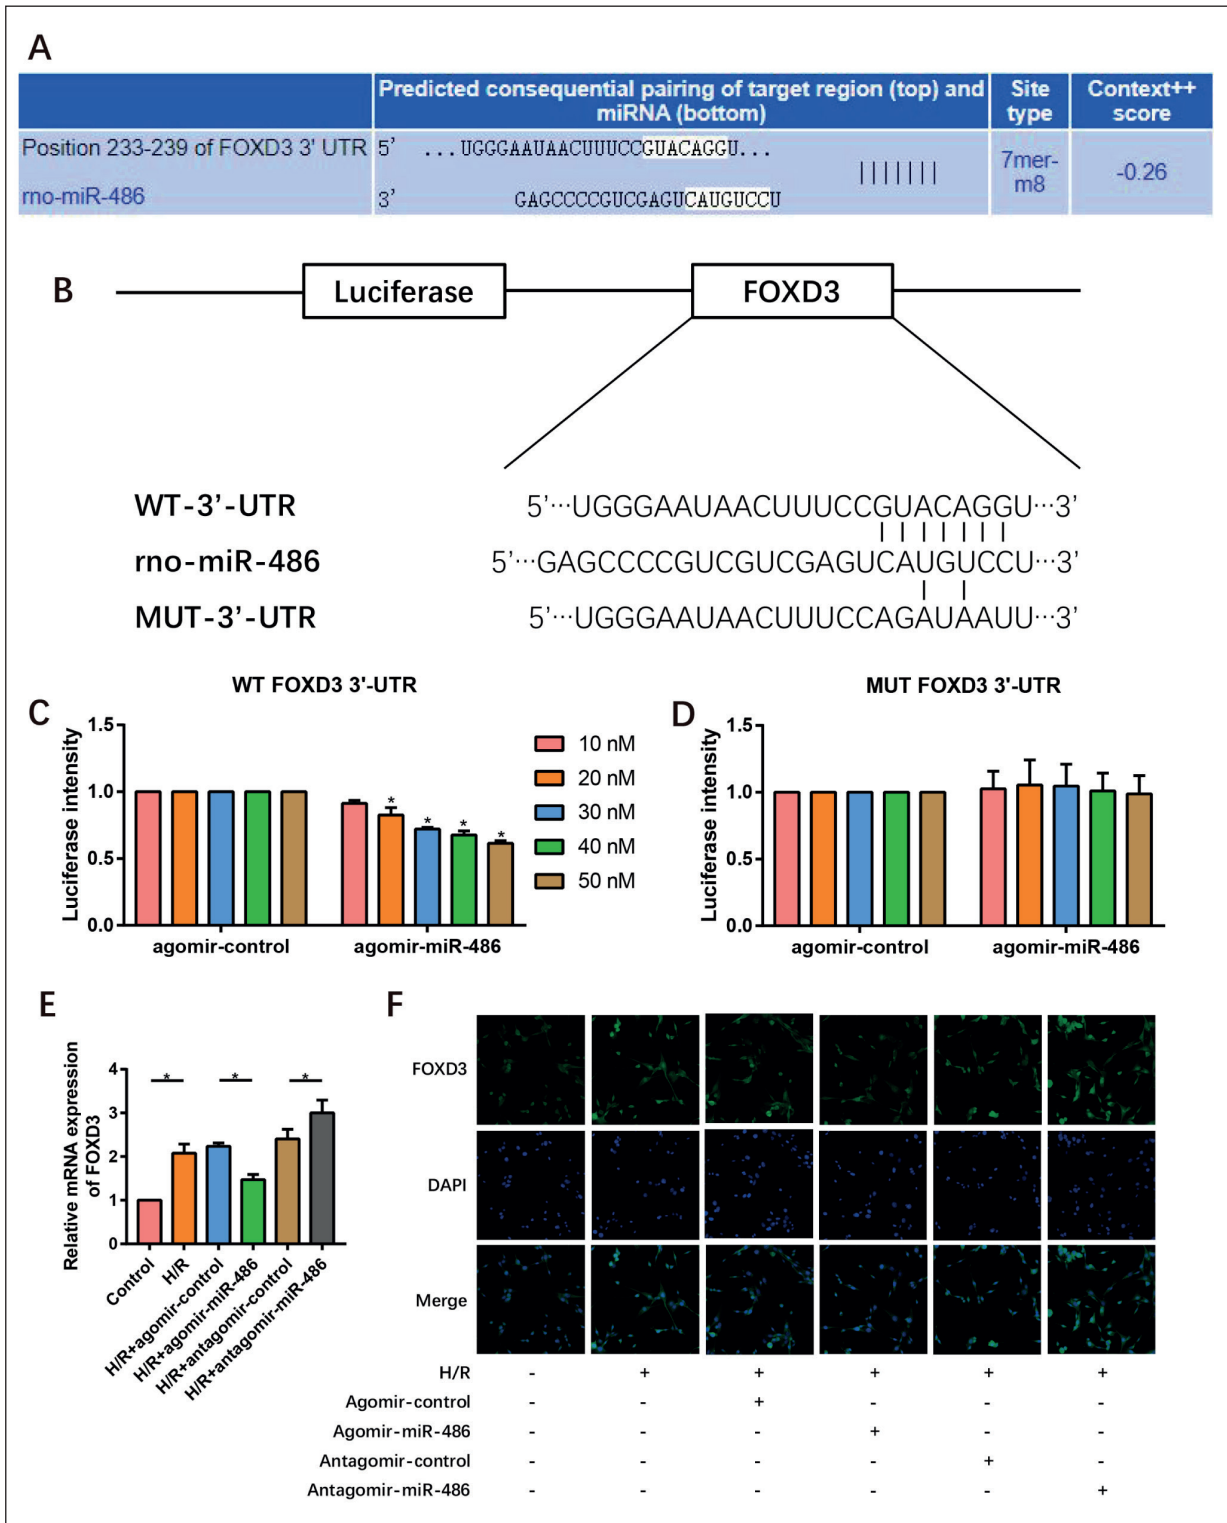 A
Predicted consequential pairing of target region (top) and miRNA (bottom)
Site type
Context++ score
Position 233-239 of FOXD3 3' UTR 5' ...UGGGAAUAACUUUCCGUACAGGU...
rno-miR-486 3' GAGCCCCGUCGAGUCAUGUCCU
7mer-m8
-0.26
B
Luciferase
FOXD3
WT-3'-UTR 5'···UGGGAAUAACUUUCCGUACAGGU···3'
rno-miR-486 5'···GAGCCCCGUCGUCGAGUCAUGUCCU···3'
MUT-3'-UTR 5'···UGGGAAUAACUUUCCAGAUAAUU···3'
C
WT FOXD3 3'-UTR
Luciferase intensity
1.5
1.0
0.5
0.0
* * * *
agomir-control
agomir-miR-486
10 nM
20 nM
30 nM
40 nM
50 nM
D
MUT FOXD3 3'-UTR
Luciferase intensity
1.5
1.0
0.5
0.0
agomir-control
agomir-miR-486
E
Relative mRNA expression
of FOXD3
4
3
2
1
0
* * *
Control
H/R
H/R+agomir-control
H/R+agomir-miR-486
H/R+antagomir-control
H/R+antagomir-miR-486
F
FOXD3
DAPI
Merge
H/R - + + + + +
Agomir-control - - + - - -
Agomir-miR-486 - - - + - -
Antagomir-control - - - - + -
Antagomir-miR-486 - - - - - +